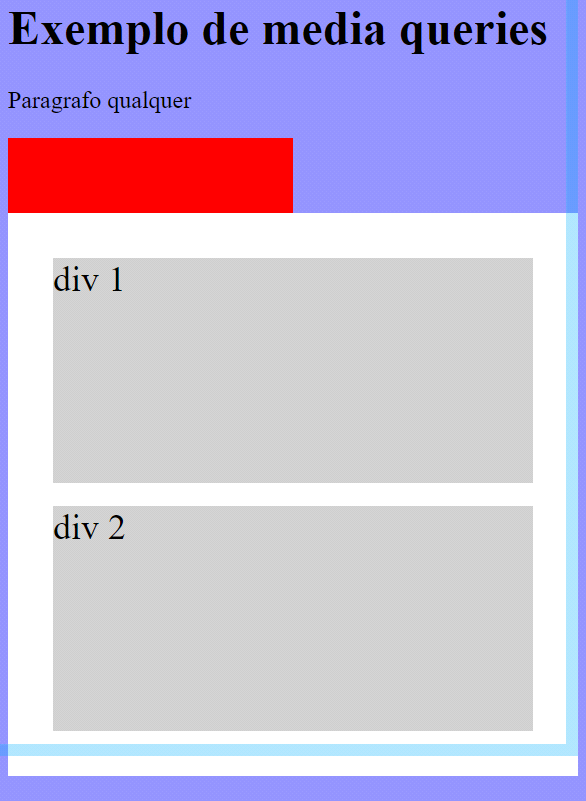 Exemplo de media queries
Paragrafo qualquer
div 1
div 2